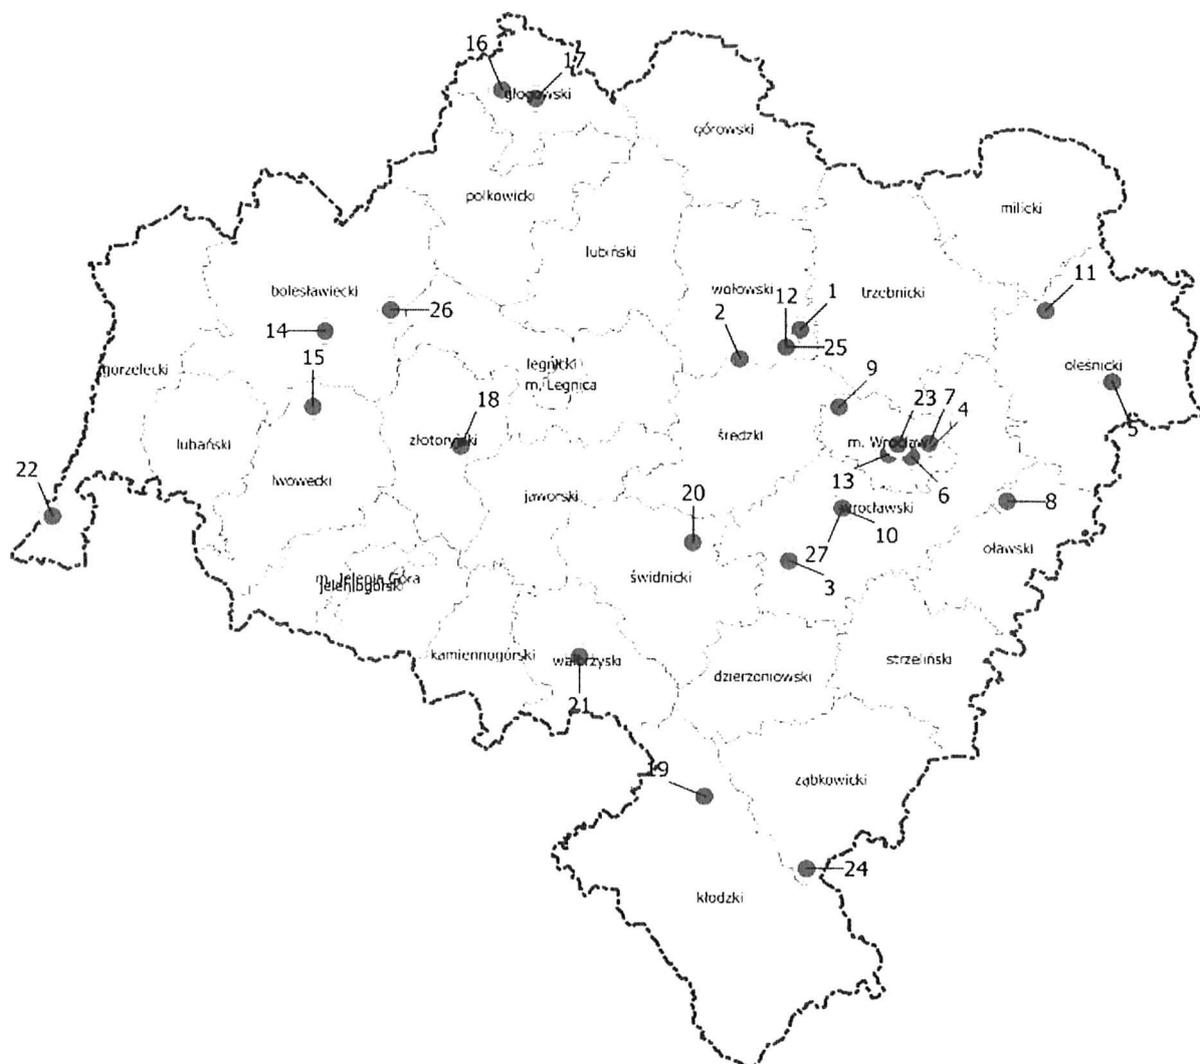 16
17
głogowski
górowski
polkowicki
milicki
lubiński
bolesławiecki
wołowski
trzebnicki
11
12
1
2
26
14
25
15
legnicki
m. Legnica
zgorzelecki
oleśnicki
9
18
23
7
4
5
lubański
złotoryjski
średzki
m. Wrocław
22
lwowecki
13
6
jaworski
20
8
wrocławski
10
27
oławski
3
świdnicki
m. Jelenia Góra
jeleniogórski
kamiennogórski
wałbrzyski
dzierżoniowski
strzeliński
21
19
ząbkowicki
24
kłodzki